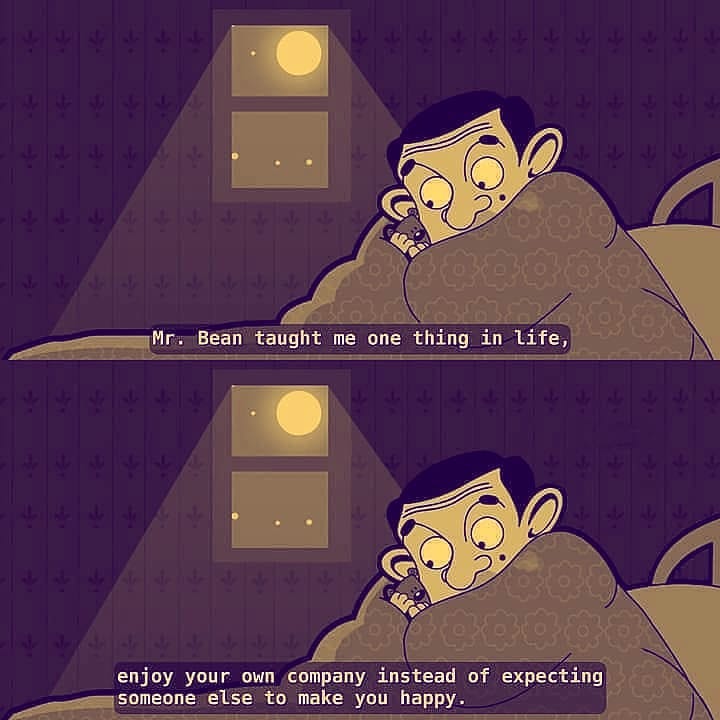 Mr. Bean taught me one thing in life,
enjoy your own company instead of expecting
someone else to make you happy.